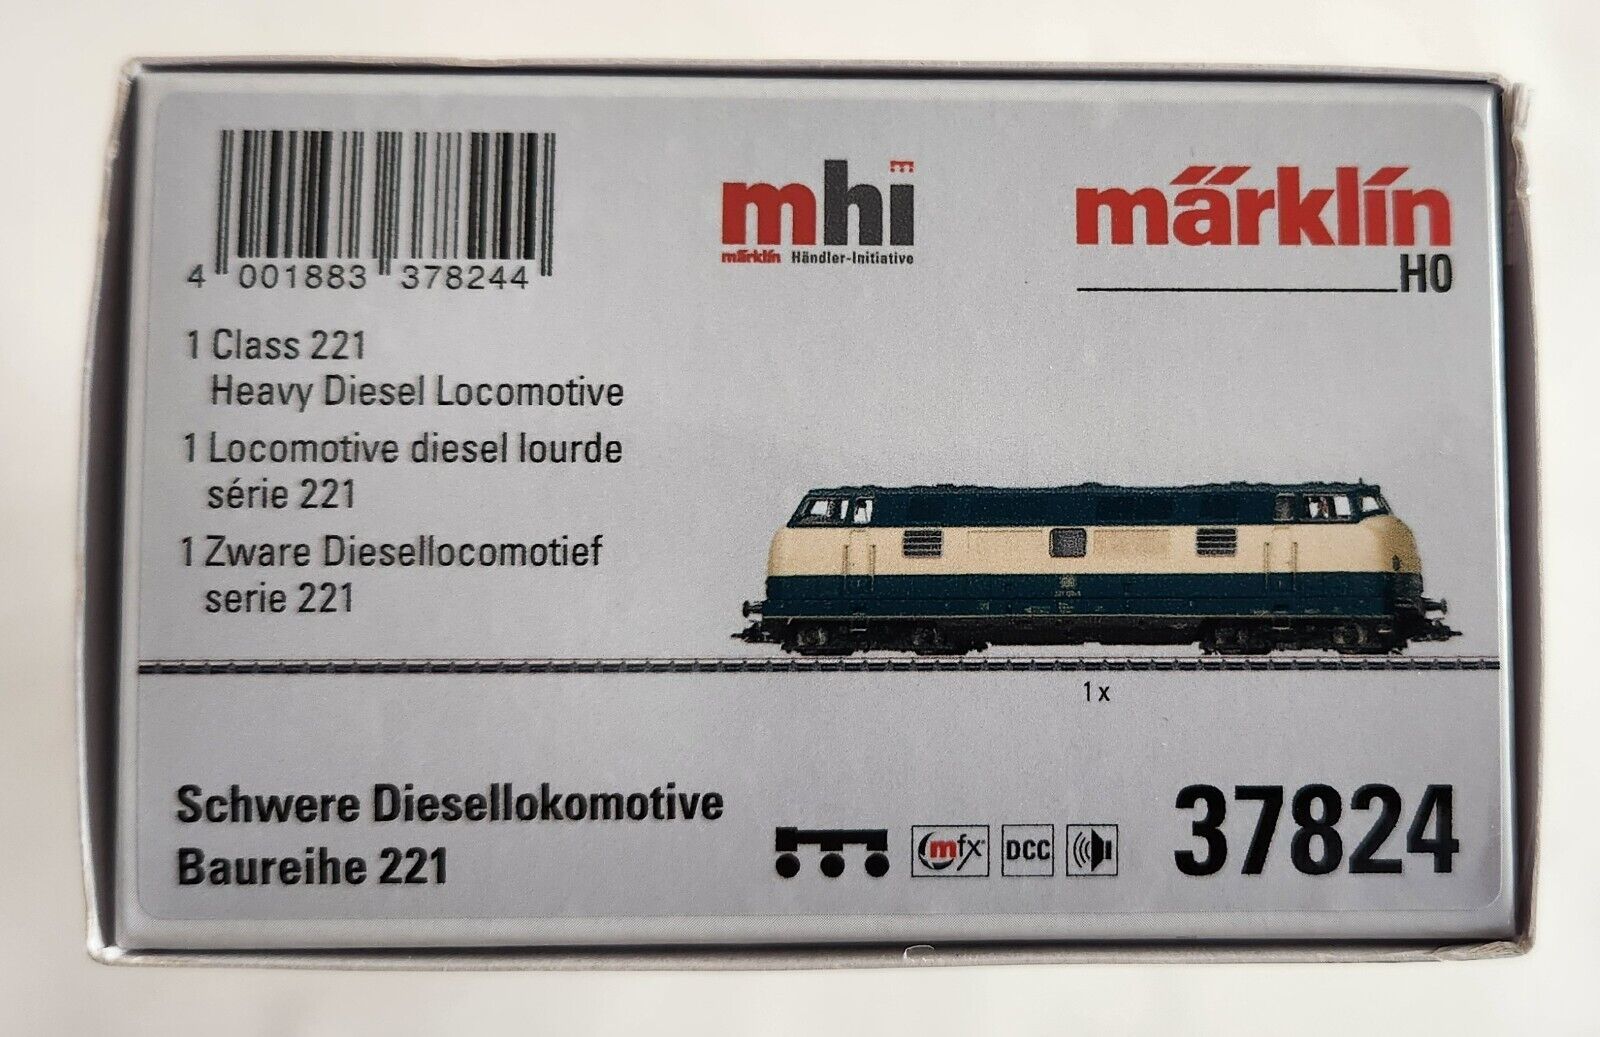 mhi
märklin Händler-Initiative
märklin
H0
4 001883 378244
1 Class 221
Heavy Diesel Locomotive
1 Locomotive diesel lourde
série 221
1 Zware Diesellocomotief
serie 221
1 x
Schwere Diesellokomotive
Baureihe 221
mfx
DCC
37824